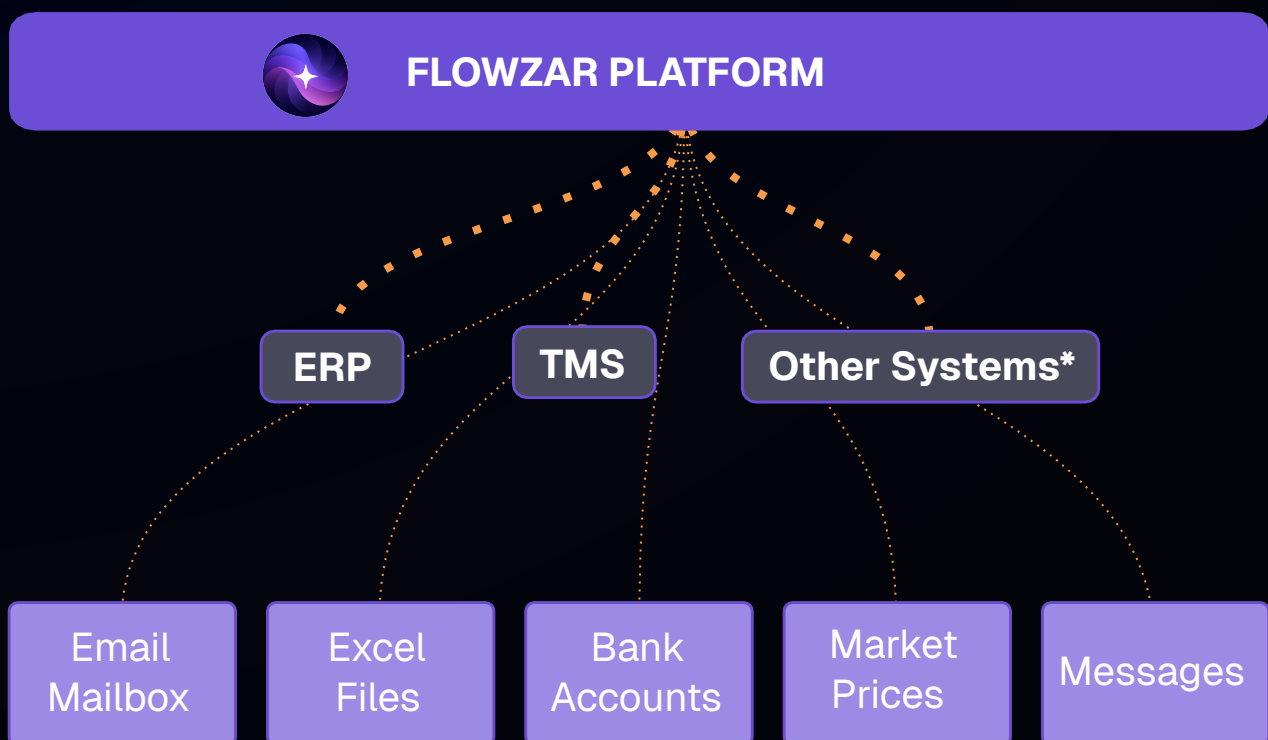 FLOWZAR PLATFORM
ERP
TMS
Other Systems*
Email
Mailbox
Excel
Files
Bank
Accounts
Market
Prices
Messages